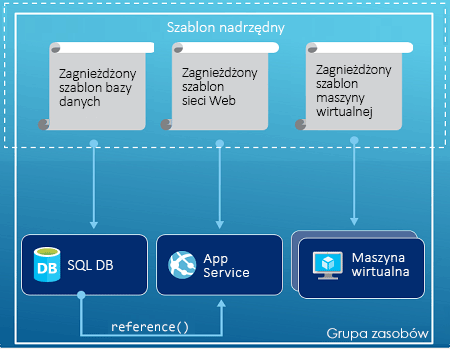 Szablon nadrzędny
Zagnieżdżony
szablon bazy
danych
Zagnieżdżony
szablon
sieci Web
Zagnieżdżony
szablon
maszyny
wirtualnej
DB
SQL DB
App
Service
Maszyna
wirtualna
reference()
Grupa zasobów